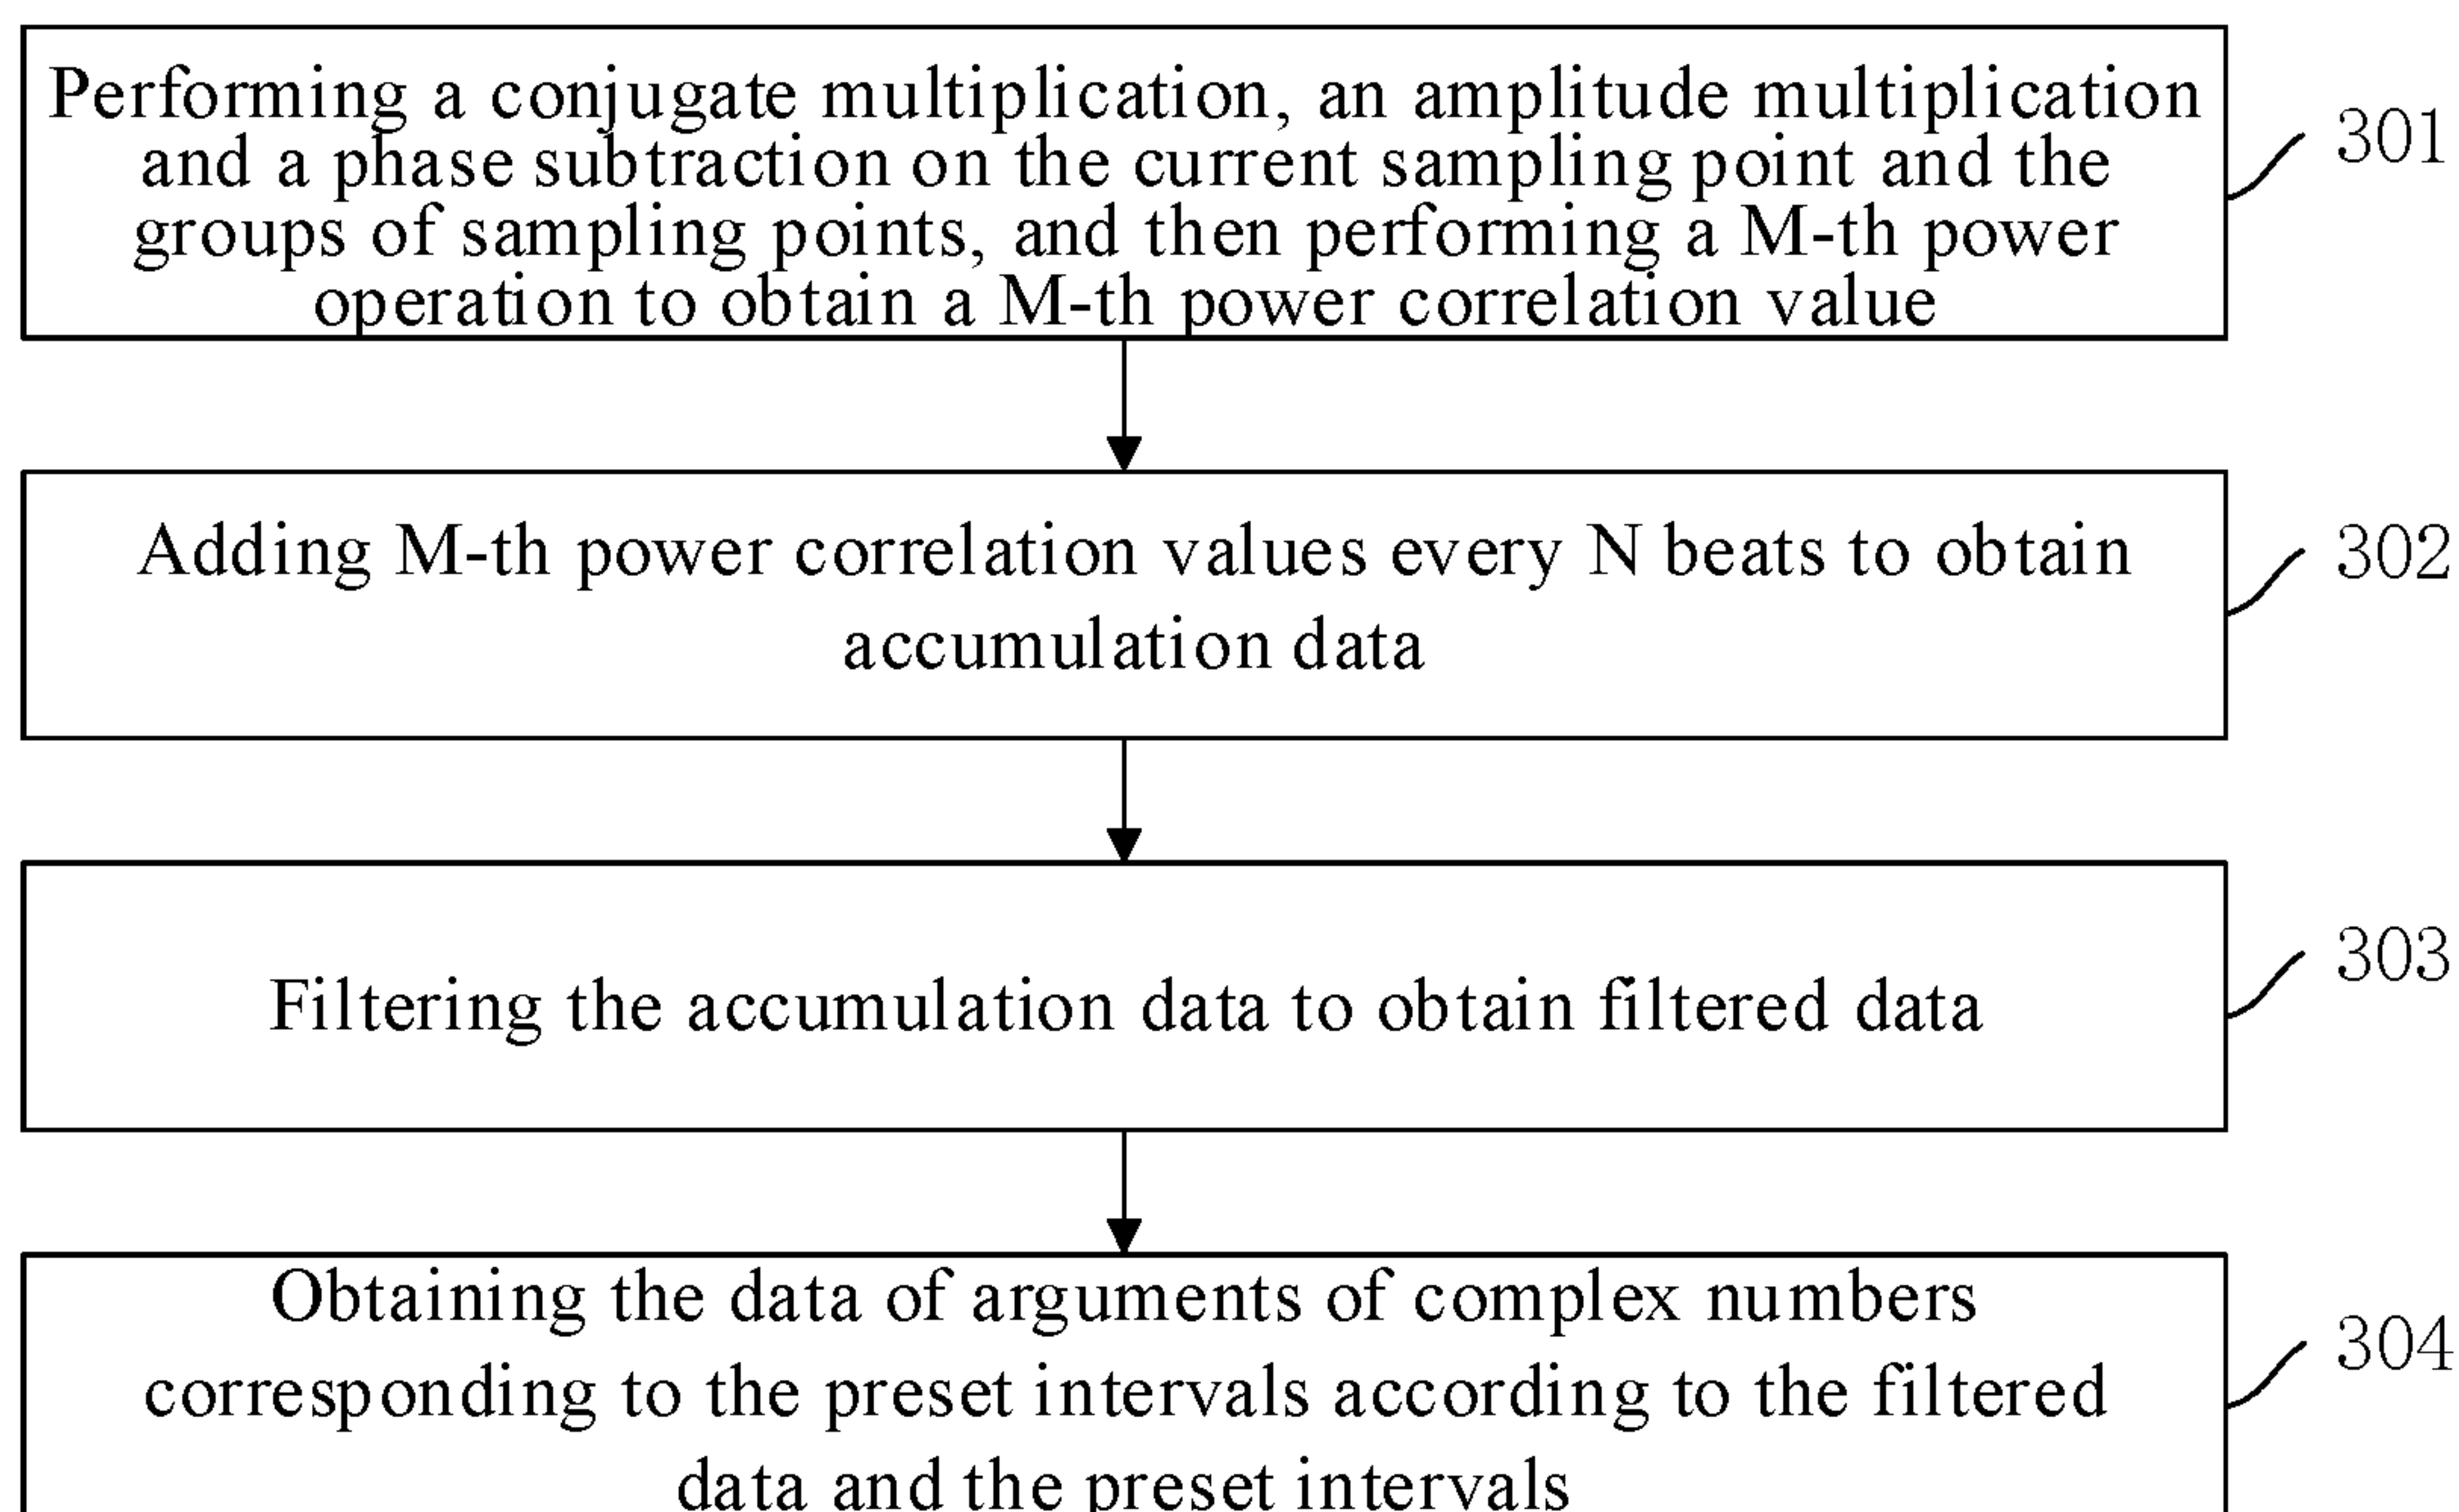 Performing a conjugate multiplication, an amplitude multiplication
and a phase subtraction on the current sampling point and the
groups of sampling points, and then performing a M-th power
operation to obtain a M-th power correlation value
301
Adding M-th power correlation values every N beats to obtain
accumulation data
302
Filtering the accumulation data to obtain filtered data
303
Obtaining the data of arguments of complex numbers
corresponding to the preset intervals according to the filtered
data and the preset intervals
304